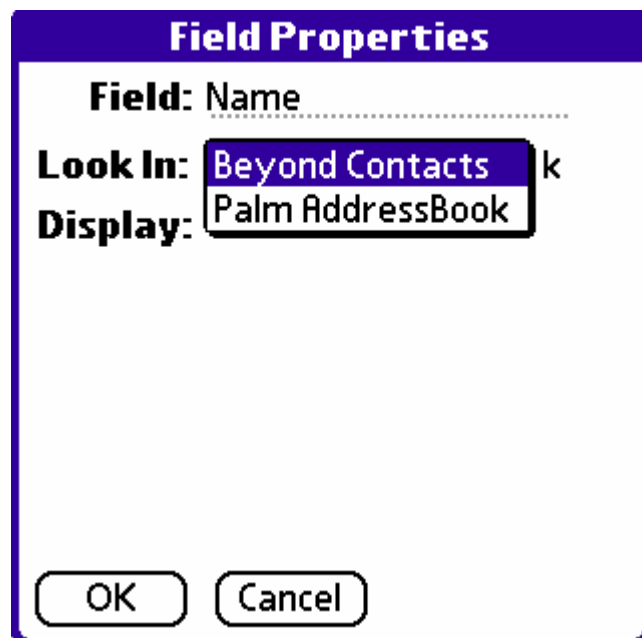 Field Properties
Field: Name
Look In: Beyond Contacts k
Palm AddressBook
Display:
OK Cancel